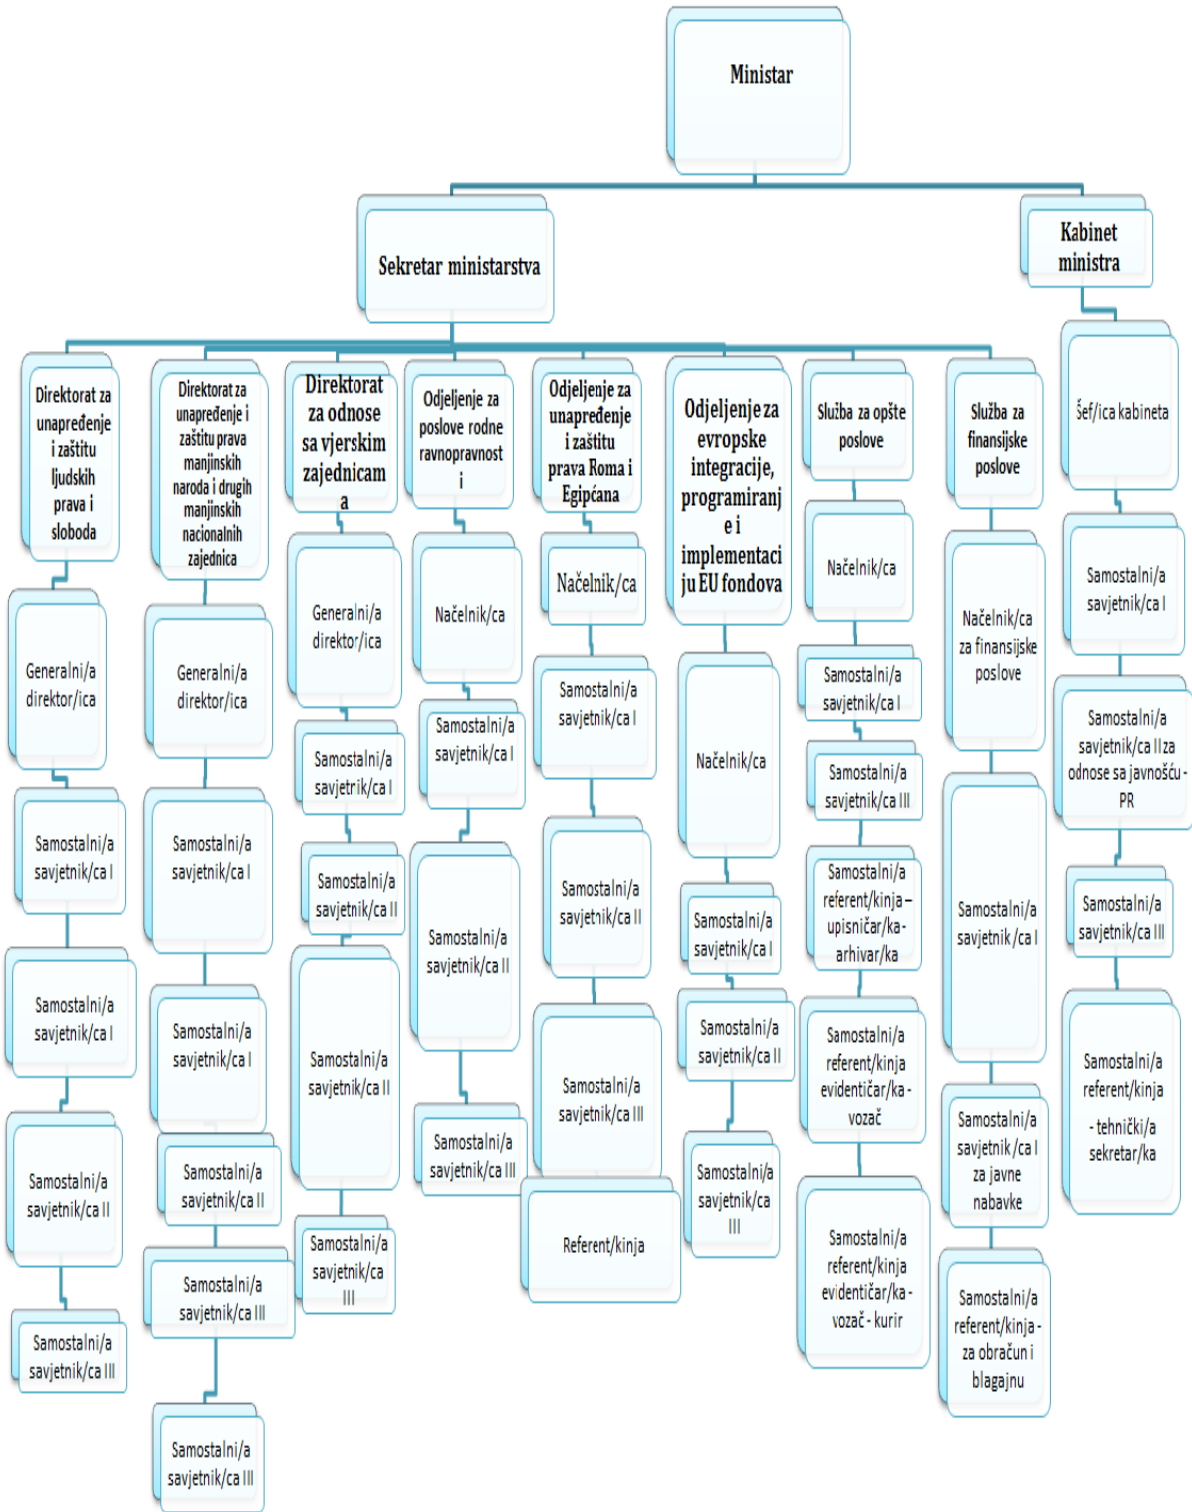 Ministar
Sekretar ministarstva
Kabinet
ministra
Direktorat za
unapređenje
i zaštitu
ljudskih
prava i
sloboda
Generalni/a
direktor/ica
Samostalni/a
savjetnik/ca I
Samostalni/a
savjetnik/ca I
Samostalni/a
savjetnik/ca II
Samostalni/a
savjetnik/ca III
Direktorat za
unapređenje i
zaštitu prava
manjinskih
naroda i drugih
manjinskih
nacionalnih
zajednica
Generalni/a
direktor/ica
Samostalni/a
savjetnik/ca I
Samostalni/a
savjetnik/ca I
Samostalni/a
savjetnik/ca II
Samostalni/a
savjetnik/ca III
Samostalni/a
savjetnik/ca III
Direktorat
za odnose
sa vjerskim
zajednicam
a
Generalni/a
direktor/ica
Samostalni/a
savjetnik/ca I
Samostalni/a
savjetnik/ca II
Samostalni/a
savjetnik/ca II
Samostalni/a
savjetnik/ca
III
Odjeljenje za
poslove rodne
ravnopravnost
i
Načelnik/ca
Samostalni/a
savjetnik/ca I
Samostalni/a
savjetnik/ca II
Samostalni/a
savjetnik/ca III
Odjeljenje za
unapređenje
i zaštitu
prava Roma i
Egipćana
Načelnik/ca
Samostalni/a
savjetnik/ca I
Samostalni/a
savjetnik/ca II
Samostalni/a
savjetnik/ca III
Referent/kinja
Odjeljenje za
evropske
integracije,
programiranj
e i
implementaci
ju EU fondova
Načelnik/ca
Samostalni/a
savjetnik/ca I
Samostalni/a
savjetnik/ca II
Samostalni/a
savjetnik/ca
III
Služba za opšte
poslove
Načelnik/ca
Samostalni/a
savjetnik/ca I
Samostalni/a
savjetnik/ca III
Samostalni/a
referent/kinja –
upisničar/ka-
arhivar/ka
Samostalni/a
referent/kinja
evidentičar/ka -
vozač
Samostalni/a
referent/kinja
evidentičar/ka -
vozač - kurir
Služba za
finansijske
poslove
Načelnik/ca
za finansijske
poslove
Samostalni/a
savjetnik /ca I
Samostalni/a
savjetnik /ca I
za javne
nabavke
Samostalni/a
referent/kinja -
za obračun i
blagajnu
Šef/ica kabineta
Samostalni/a
savjetnik/ca I
Samostalni/a
savjetnik/ca II za
odnose sa javnošću -
PR
Samostalni/a
savjetnik/ca III
Samostalni/a
referent/kinja
- tehnički/a
sekretar/ka